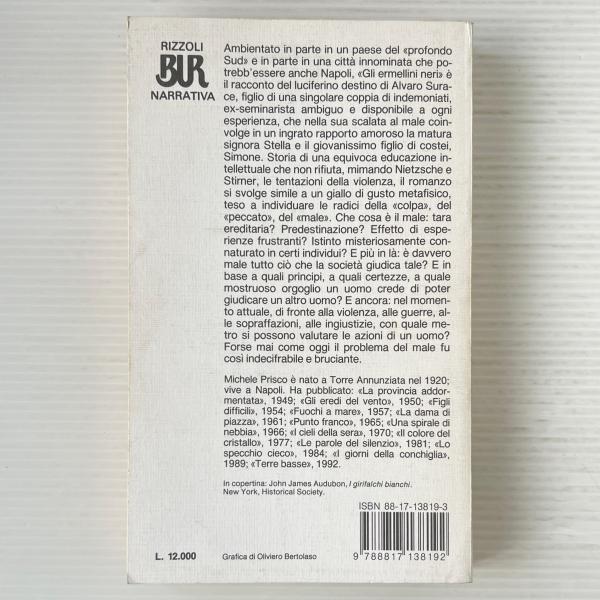 RIZZOLI
BUR
NARRATIVA
Ambientato in parte in un paese del «profondo
Sud» e in parte in una città innominata che po-
trebb'essere anche Napoli, «Gli ermellini neri» è
il racconto del luciferino destino di Alvaro Sura-
ce, figlio di una singolare coppia di indemoniati,
ex-seminarista ambiguo e disponibile a ogni
esperienza, che nella sua scalata al male coin-
volge in un ingrato rapporto amoroso la matura
signora Stella e il giovanissimo figlio di costei,
Simone. Storia di una equivoca educazione in-
tellettuale che non rifiuta, mimando Nietzsche e
Stirner, le tentazioni della violenza, il romanzo
si svolge simile a un giallo di gusto metafisico,
teso a individuare le radici della «colpa», del
«peccato», del «male». Che cosa è il male: tara
ereditaria? Predestinazione? Effetto di espe-
rienze frustranti? Istinto misteriosamente con-
naturato in certi individui? E più in là: è davvero
male tutto ciò che la società giudica tale? E in
base a quali principi, a quali certezze, a quale
mostruoso orgoglio un uomo crede di poter
giudicare un altro uomo? E ancora: nel momen-
to attuale, di fronte alla violenza, alle guerre, al-
le sopraffazioni, alle ingiustizie, con quale me-
tro si possono valutare le azioni di un uomo?
Forse mai come oggi il problema del male fu
così indecifrabile e bruciante.
Michele Prisco è nato a Torre Annunziata nel 1920;
vive a Napoli. Ha pubblicato: «La provincia addor-
mentata», 1949; «Gli eredi del vento», 1950; «Figli
difficili», 1954; «Fuochi a mare», 1957; «La dama di
piazza», 1961; «Punto franco», 1965; «Una spirale di
nebbia», 1966; «I cieli della sera», 1970; «Il colore del
cristallo», 1977; «Le parole del silenzio», 1981; «Lo
specchio cieco», 1984; «I giorni della conchiglia»,
1989; «Terre basse», 1992.
In copertina: John James Audubon, I girifalchi bianchi.
New York, Historical Society.
ISBN 88-17-13819-3
9 788817 138192
L. 12.000
Grafica di Oliviero Bertolaso